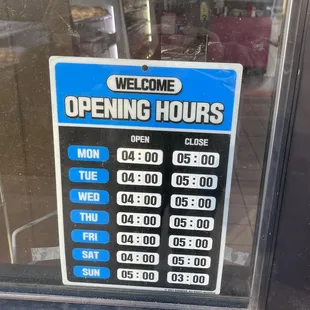 WELCOME
OPENING HOURS
OPEN CLOSE
MON 04:00 05:00
TUE 04:00 05:00
WED 04:00 05:00
THU 04:00 05:00
FRI 04:00 05:00
SAT 04:00 05:00
SUN 05:00 03:00